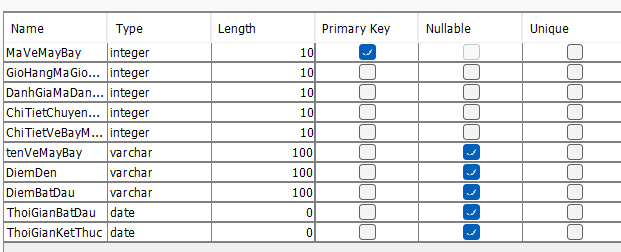 Name Type Length Primary Key Nullable Unique
MaVeMayBay integer 10
GioHangMaGio... integer 10
DanhGiaMaDan... integer 10
ChiTietChuyen... integer 10
ChiTietVeBayM... integer 10
tenVeMayBay varchar 100
DiemDen varchar 100
DiemBatDau varchar 100
ThoiGianBatDau date 0
ThoiGianKetThuc date 0